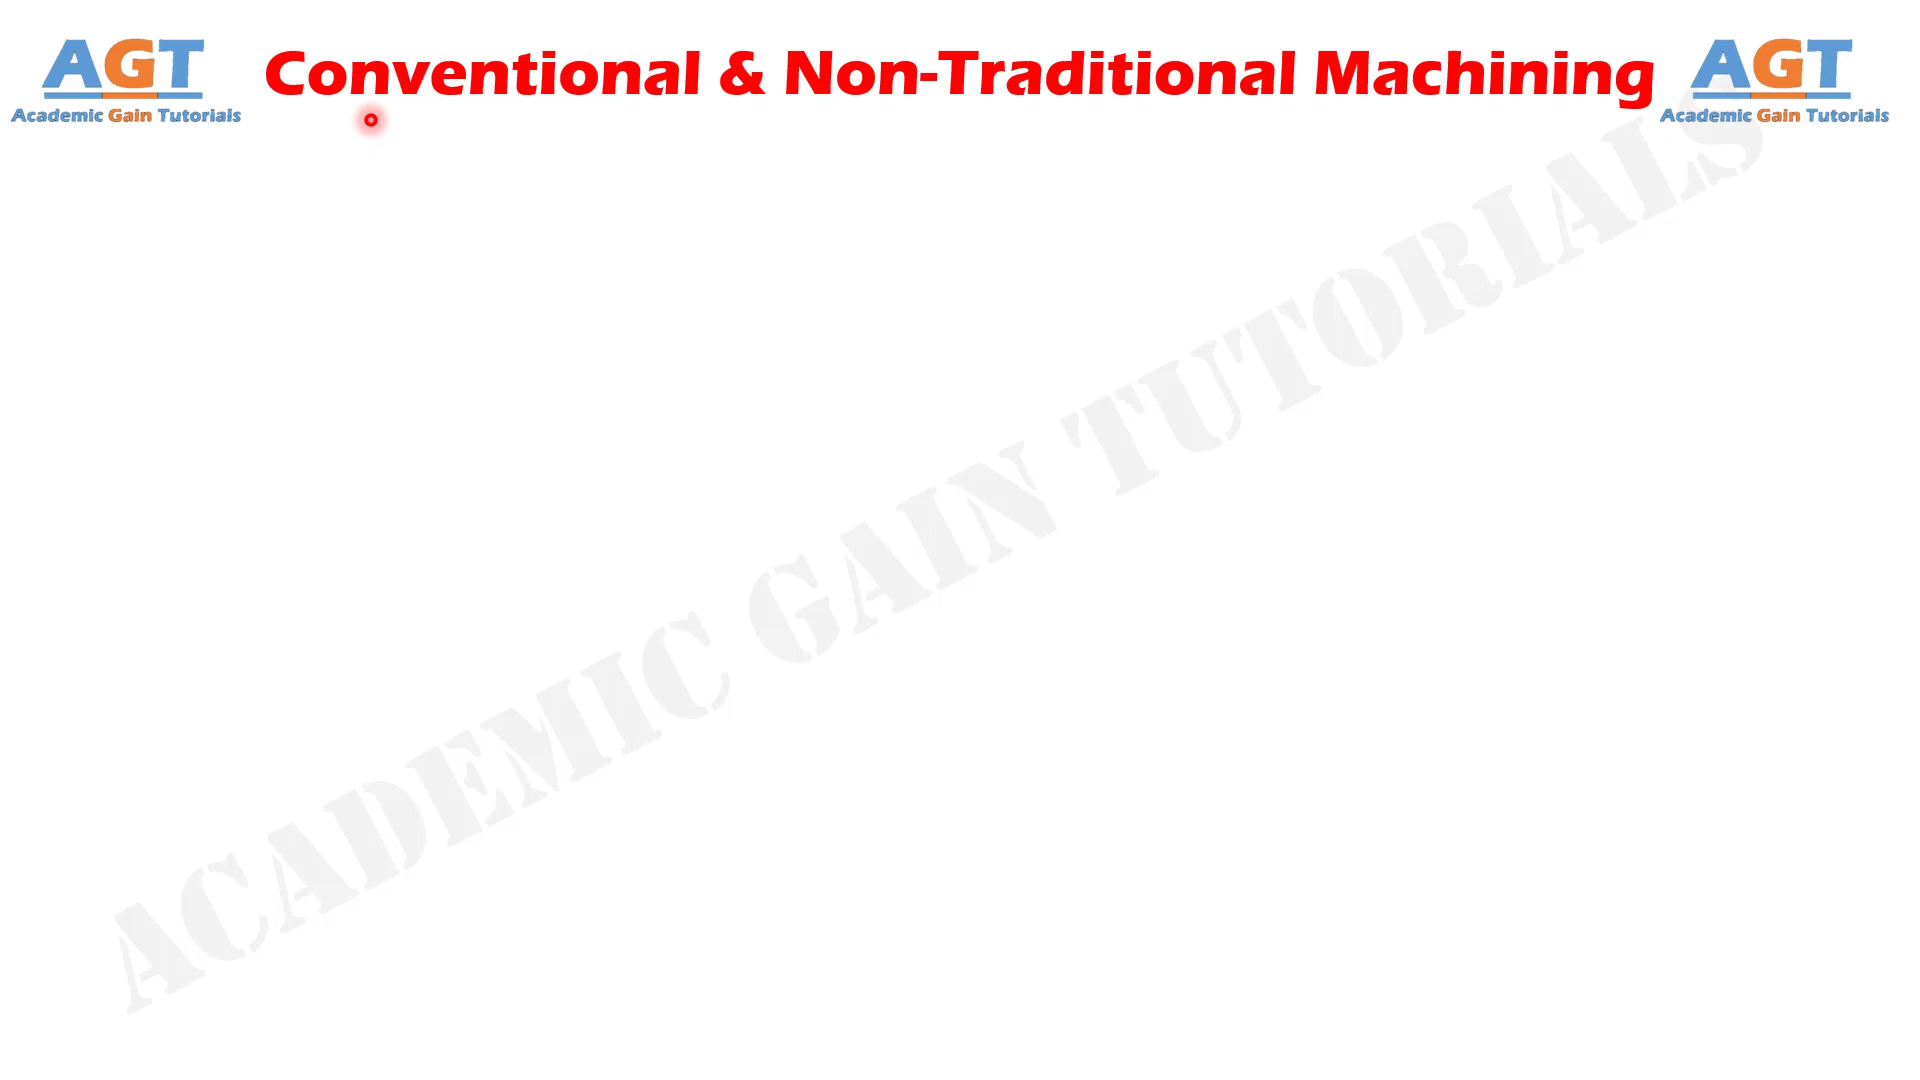 AGT
Academic Gain Tutorials
Conventional & Non-Traditional Machining
AGT
Academic Gain Tutorials
ACADEMIC GAIN TUTORIALS